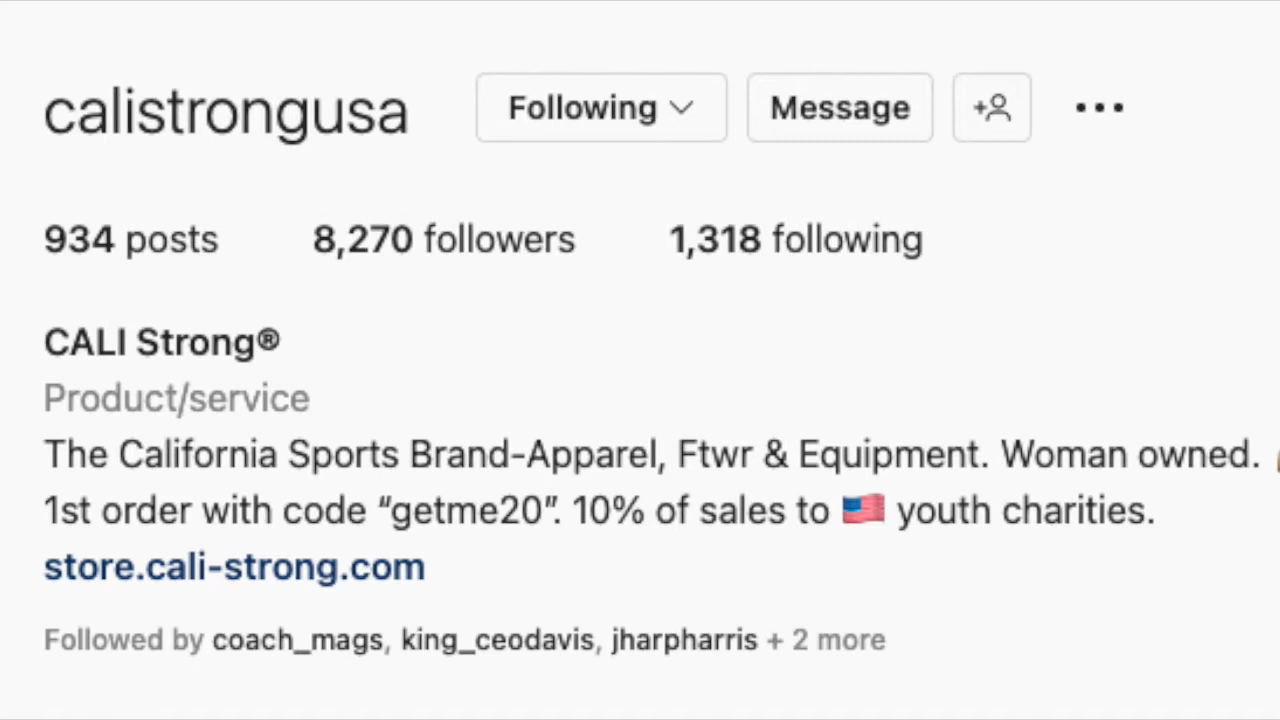 calistrongusa Following Message
934 posts 8,270 followers 1,318 following
CALI Strong®
Product/service
The California Sports Brand-Apparel, Ftwr & Equipment. Woman owned.
1st order with code “getme20”. 10% of sales to 🇺🇸 youth charities.
store.cali-strong.com
Followed by coach_mags, king_ceodavis, jharpharris + 2 more